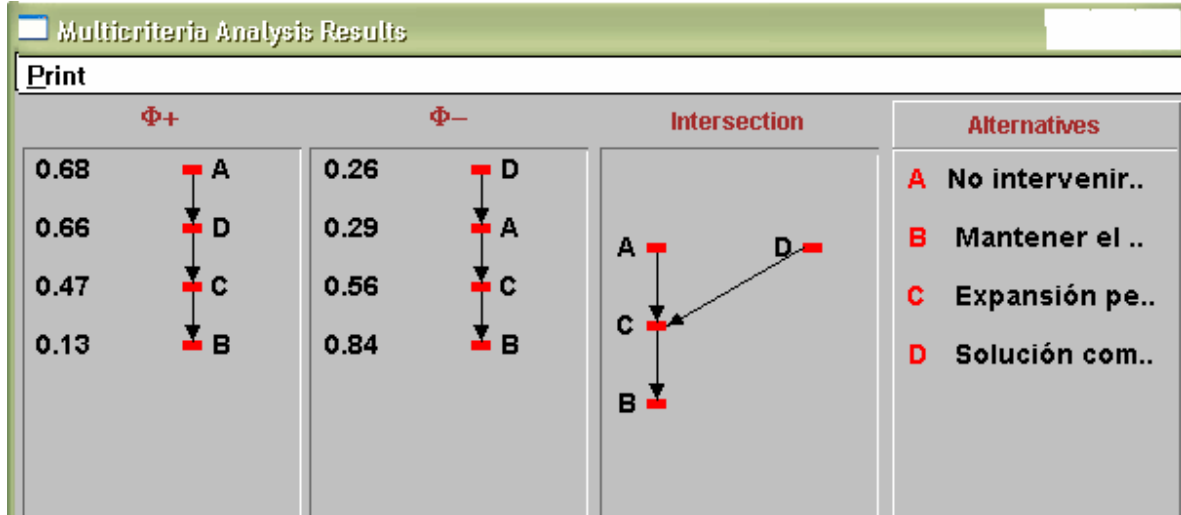 Multicriteria Analysis Results
Print
Φ+
Φ−
Intersection
Alternatives
0.68 A
0.66 D
0.47 C
0.13 B
0.26 D
0.29 A
0.56 C
0.84 B
A D
C
B
A No intervenir..
B Mantener el ..
C Expansión pe..
D Solución com..